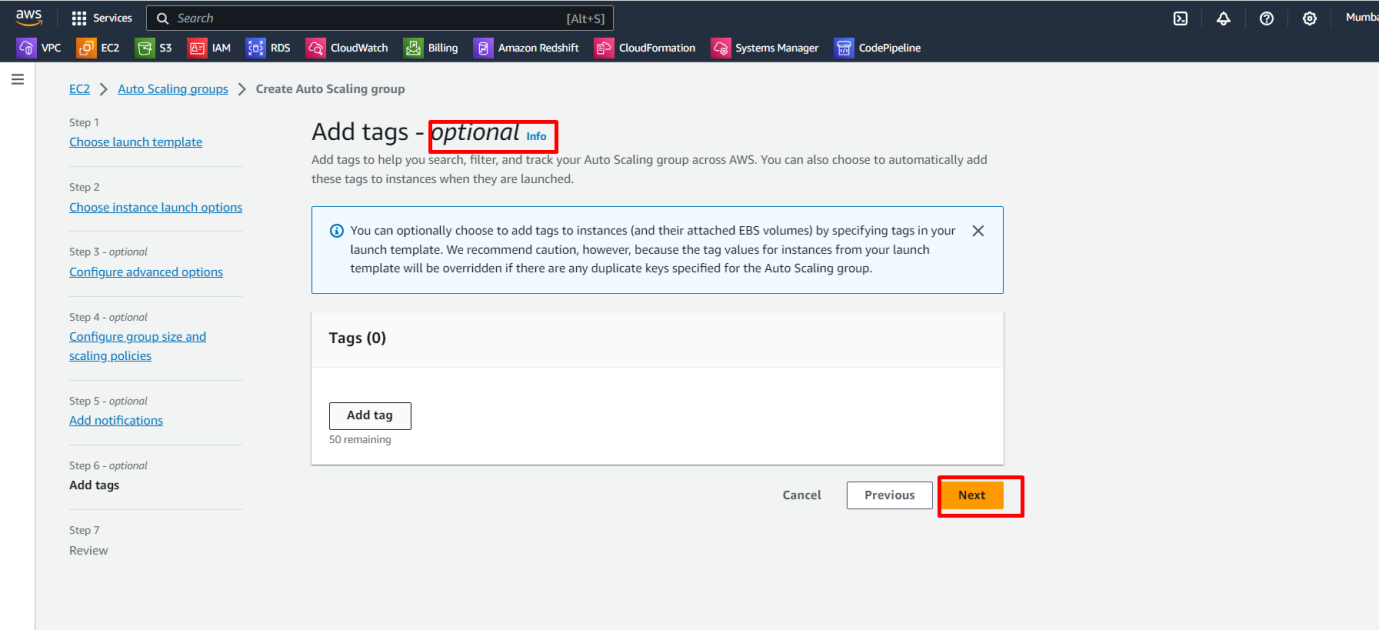 aws
Services
Search
[Alt+S]
Mumba
VPC
EC2
S3
IAM
RDS
CloudWatch
Billing
Amazon Redshift
CloudFormation
Systems Manager
CodePipeline
EC2
Auto Scaling groups
Create Auto Scaling group
Step 1
Choose launch template
Step 2
Choose instance launch options
Step 3 - optional
Configure advanced options
Step 4 - optional
Configure group size and
scaling policies
Step 5 - optional
Add notifications
Step 6 - optional
Add tags
Step 7
Review
Add tags - optional Info
Add tags to help you search, filter, and track your Auto Scaling group across AWS. You can also choose to automatically add
these tags to instances when they are launched.
You can optionally choose to add tags to instances (and their attached EBS volumes) by specifying tags in your
launch template. We recommend caution, however, because the tag values for instances from your launch
template will be overridden if there are any duplicate keys specified for the Auto Scaling group.
Tags (0)
Add tag
50 remaining
Cancel
Previous
Next